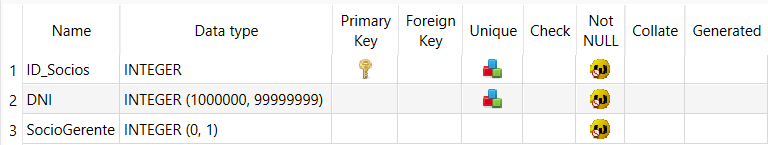 Name Data type Primary Key Foreign Key Unique Check Not NULL Collate Generated
1 ID_Socios INTEGER
2 DNI INTEGER (1000000, 99999999)
3 SocioGerente INTEGER (0, 1)